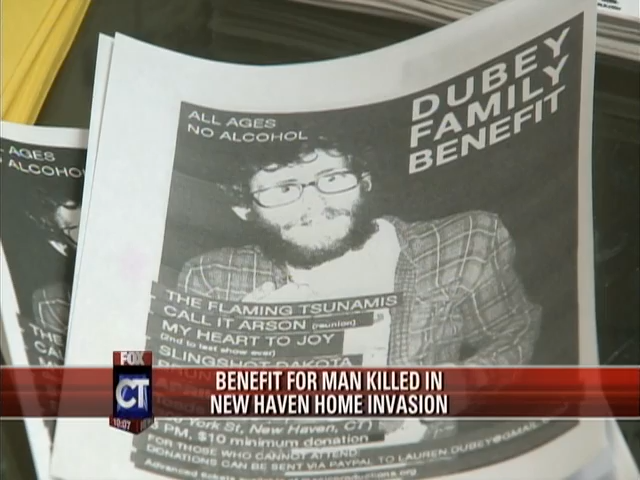 ALL AGES
NO ALCOHOL
DUBEY
FAMILY
BENEFIT
AGES
ALCOHOL
THE FLAMING TSUNAMIS
CALL IT ARSON (reunion)
MY HEART TO JOY
(2nd to last show ever)
SLINGSHOT DAKOTA
THE
CA
FOX
CT
10:07
BENEFIT FOR MAN KILLED IN
NEW HAVEN HOME INVASION
York St, New Haven, CT)
PM, $10 minimum donation
FOR THOSE WHO CANNOT ATTEND
DONATIONS CAN BE SENT VIA PAYPAL TO LAUREN.DUBEY@GMAIL